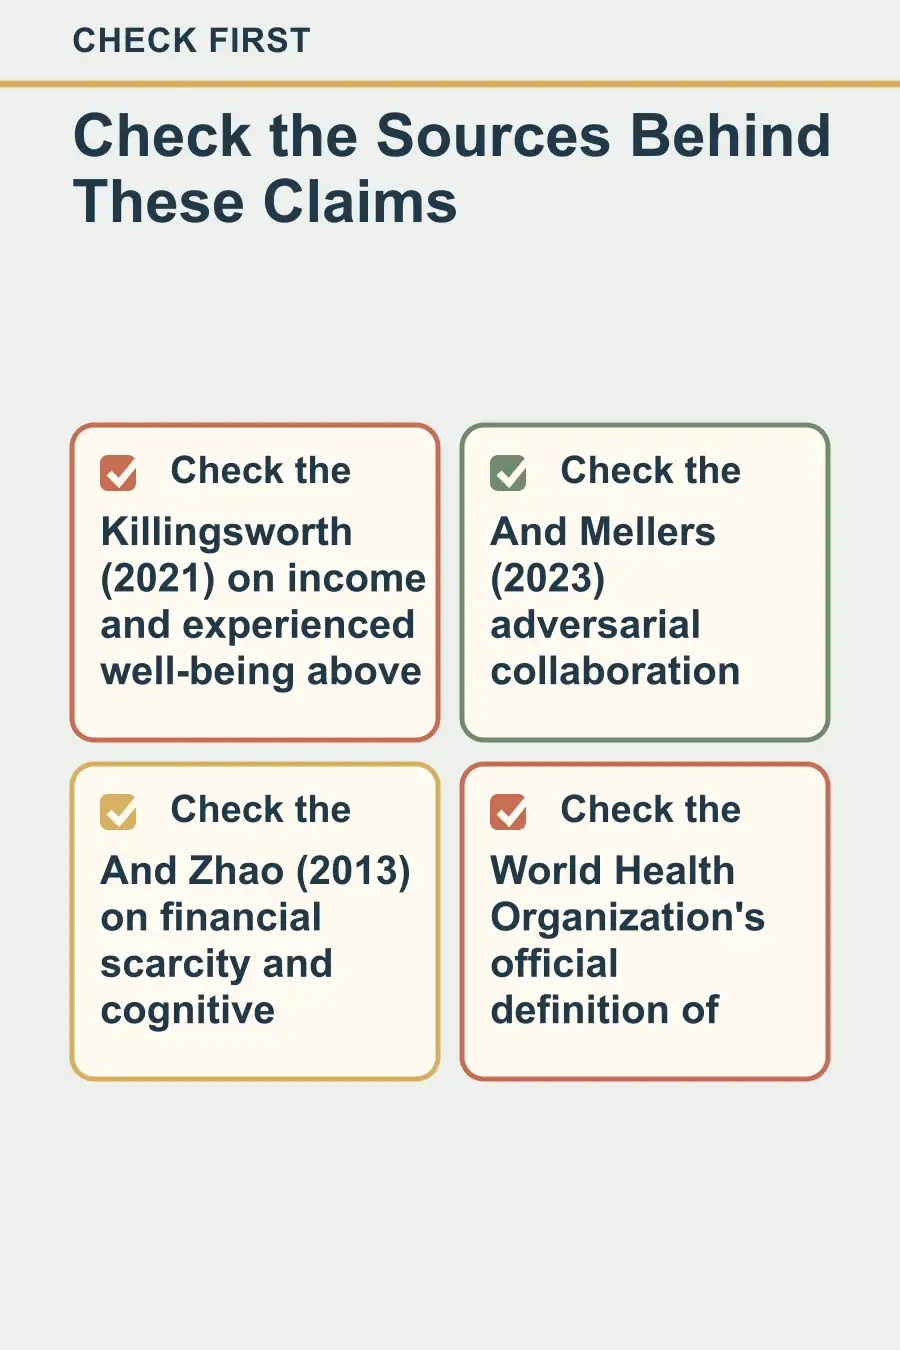 CHECK FIRST
Check the Sources Behind
These Claims
Check the
Killingsworth
(2021) on income
and experienced
well-being above
Check the
And Mellers
(2023)
adversarial
collaboration
Check the
And Zhao (2013)
on financial
scarcity and
cognitive
Check the
World Health
Organization's
official
definition of